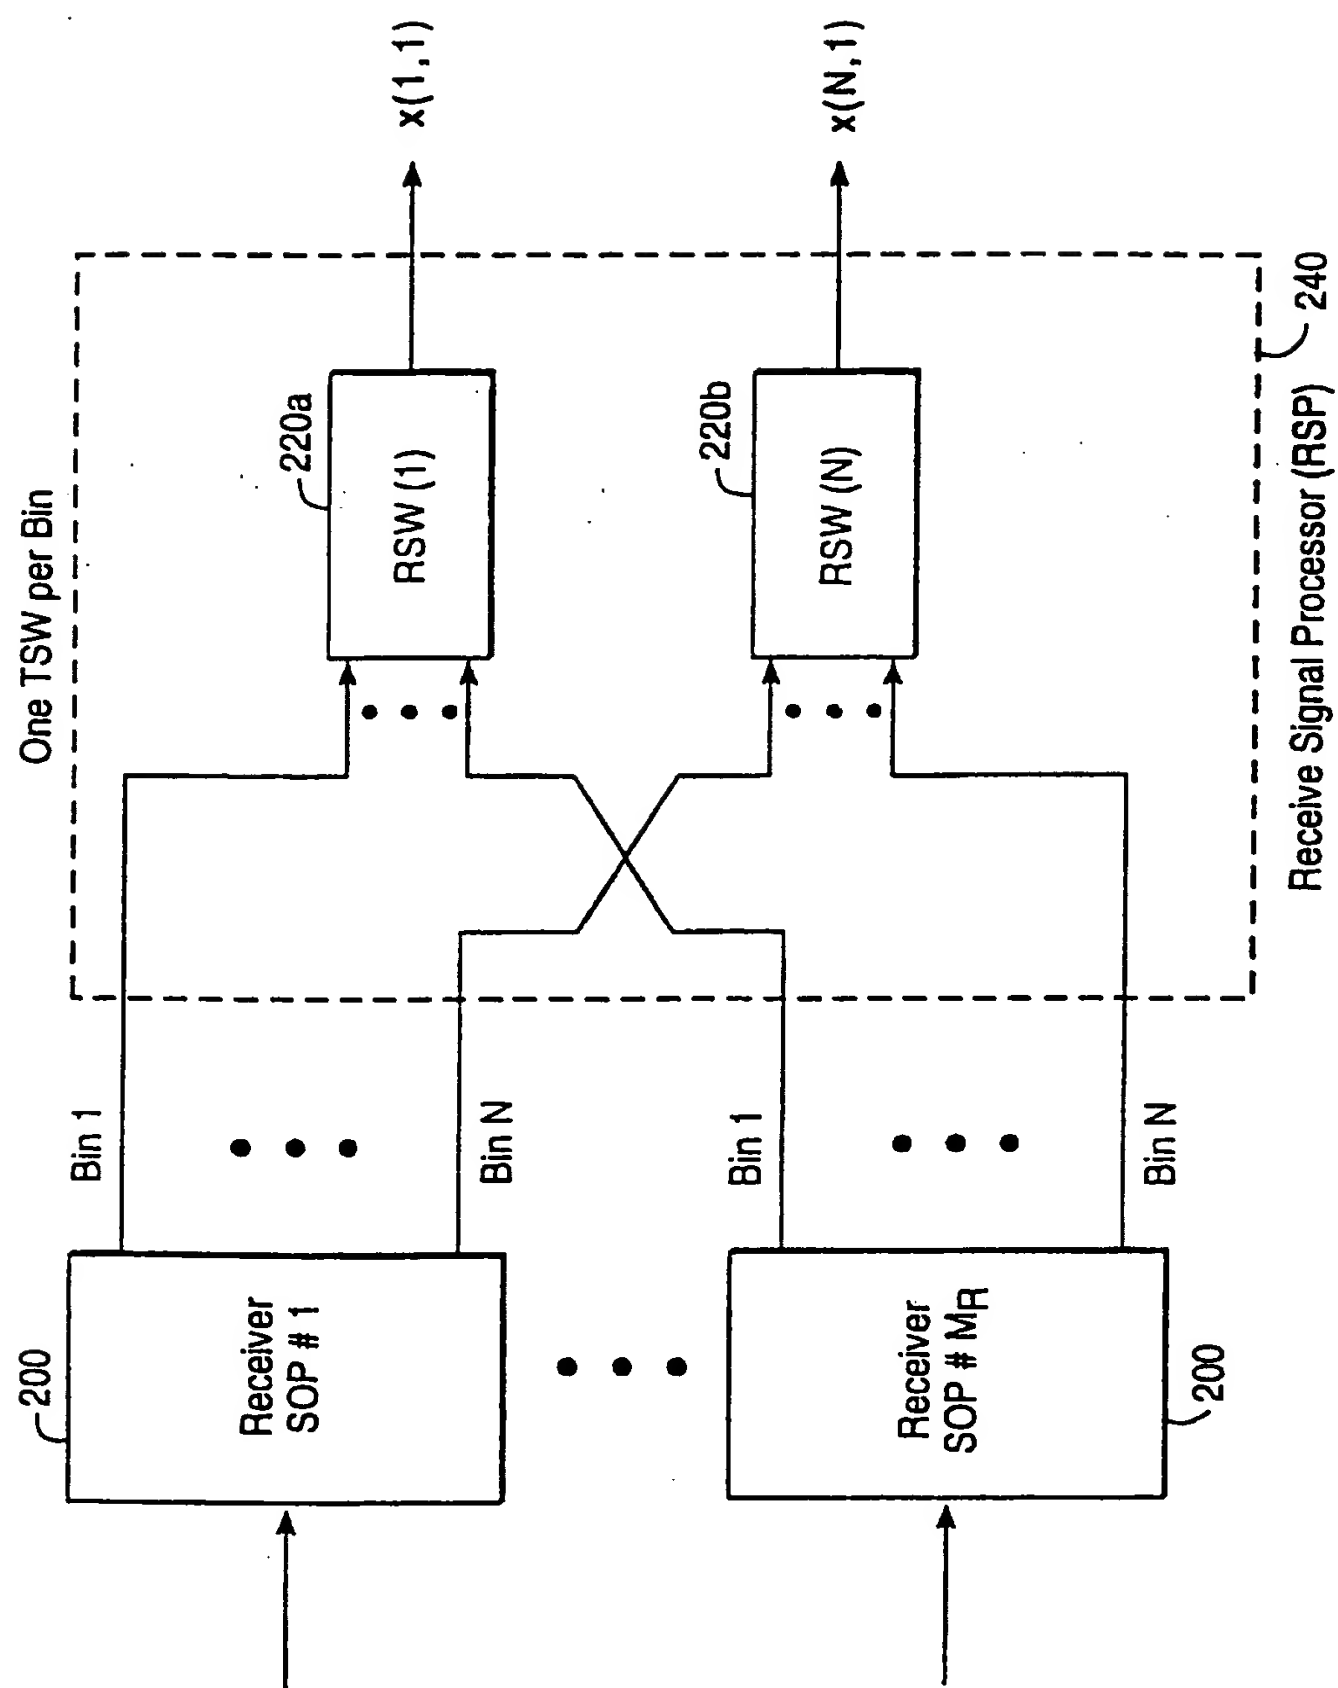 One TSW per Bin
200
Receiver
SOP # 1
Bin 1
Bin N
220a
RSW (1)
x(1,1)
Receiver
SOP # MR
200
Bin 1
Bin N
220b
RSW (N)
x(N,1)
240
Receive Signal Processor (RSP)